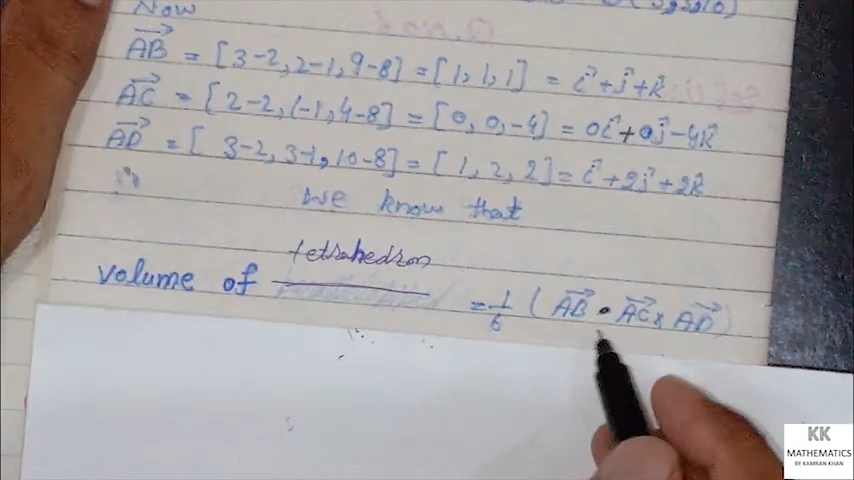 Now
AB = [3-2, 2-1, 9-8] = [1, 1, 1] = i + j + k
AC = [2-2, 1-1, 4-8] = [0, 0, -4] = 0i + 0j - 4k
AD = [3-2, 3-1, 10-8] = [1, 2, 2] = i + 2j + 2k
we know that
tetrahedron
volume of = 1/6 (AB • AC x AD)
KK
MATHEMATICS
BY KAMRAN KHAN